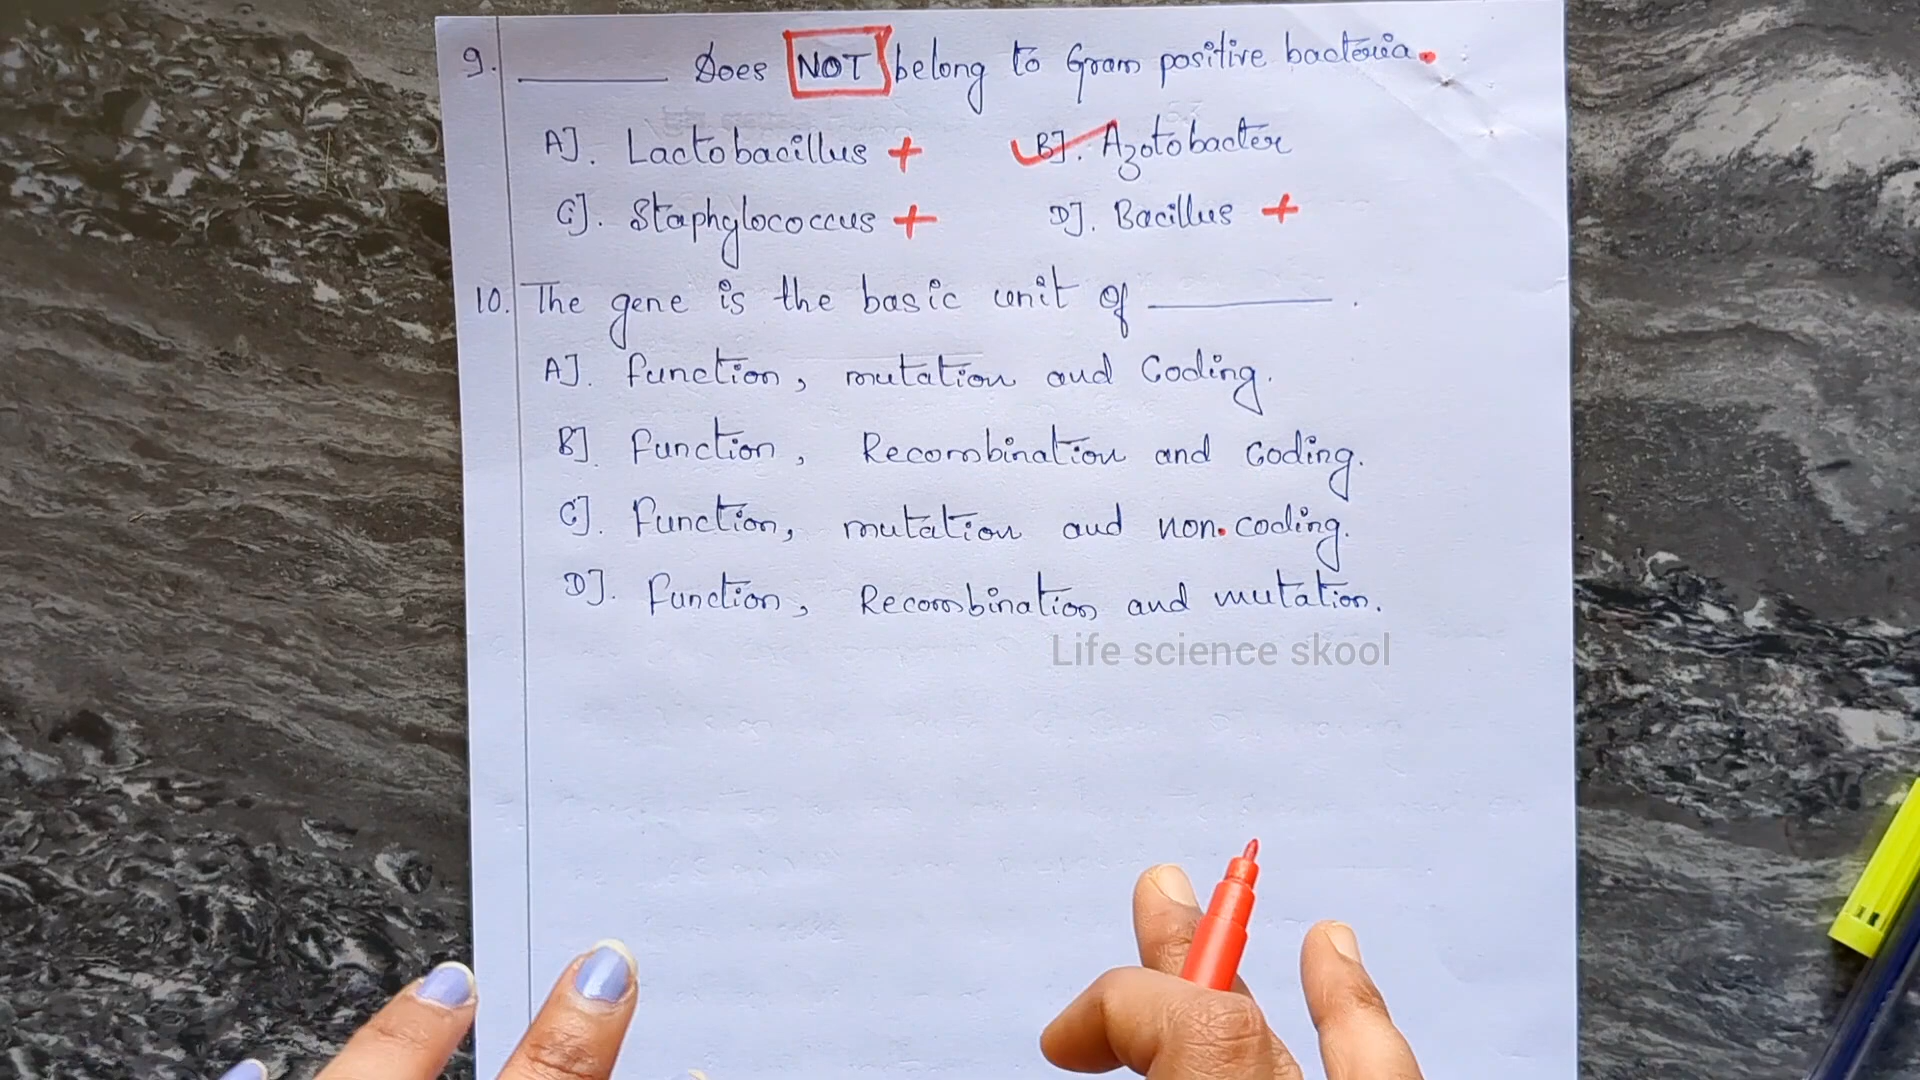 9. ______ Does NOT belong to Gram positive bacteria.
A]. Lactobacillus + B]. Azotobacter
C]. Staphylococcus + D]. Bacillus +
10. The gene is the basic unit of ______ .
A]. function, mutation and Coding.
B] function, Recombination and Coding.
C]. function, mutation and non.coding.
D]. function, Recombination and mutation.
Life science skool